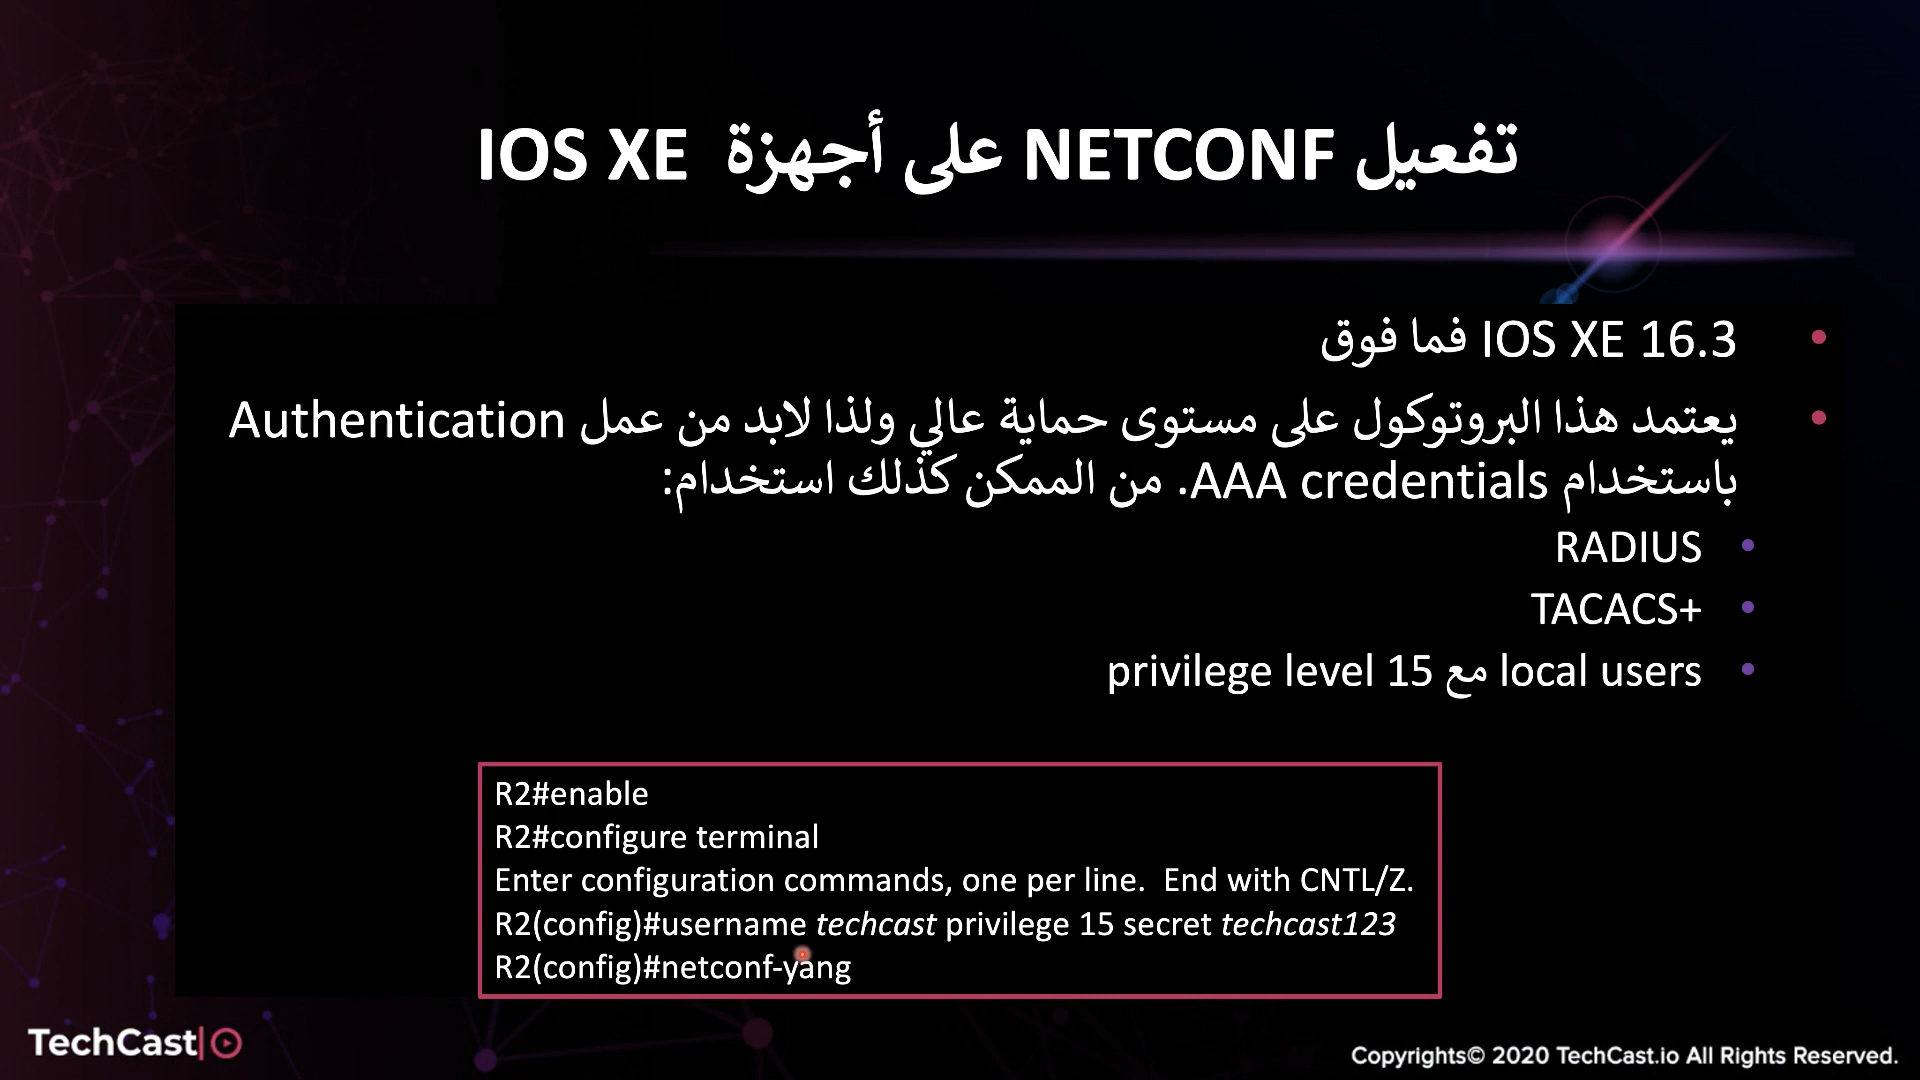 تفعيل NETCONF على أجهزة IOS XE
IOS XE 16.3 فما فوق
يعتمد هذا البروتوكول على مستوى حماية عالي ولذا لابد من عمل Authentication
باستخدام AAA credentials. من الممكن كذلك استخدام:
RADIUS
TACACS+
local users مع privilege level 15
R2#enable
R2#configure terminal
Enter configuration commands, one per line.  End with CNTL/Z.
R2(config)#username techcast privilege 15 secret techcast123
R2(config)#netconf-yang
TechCast
Copyrights© 2020 TechCast.io All Rights Reserved.